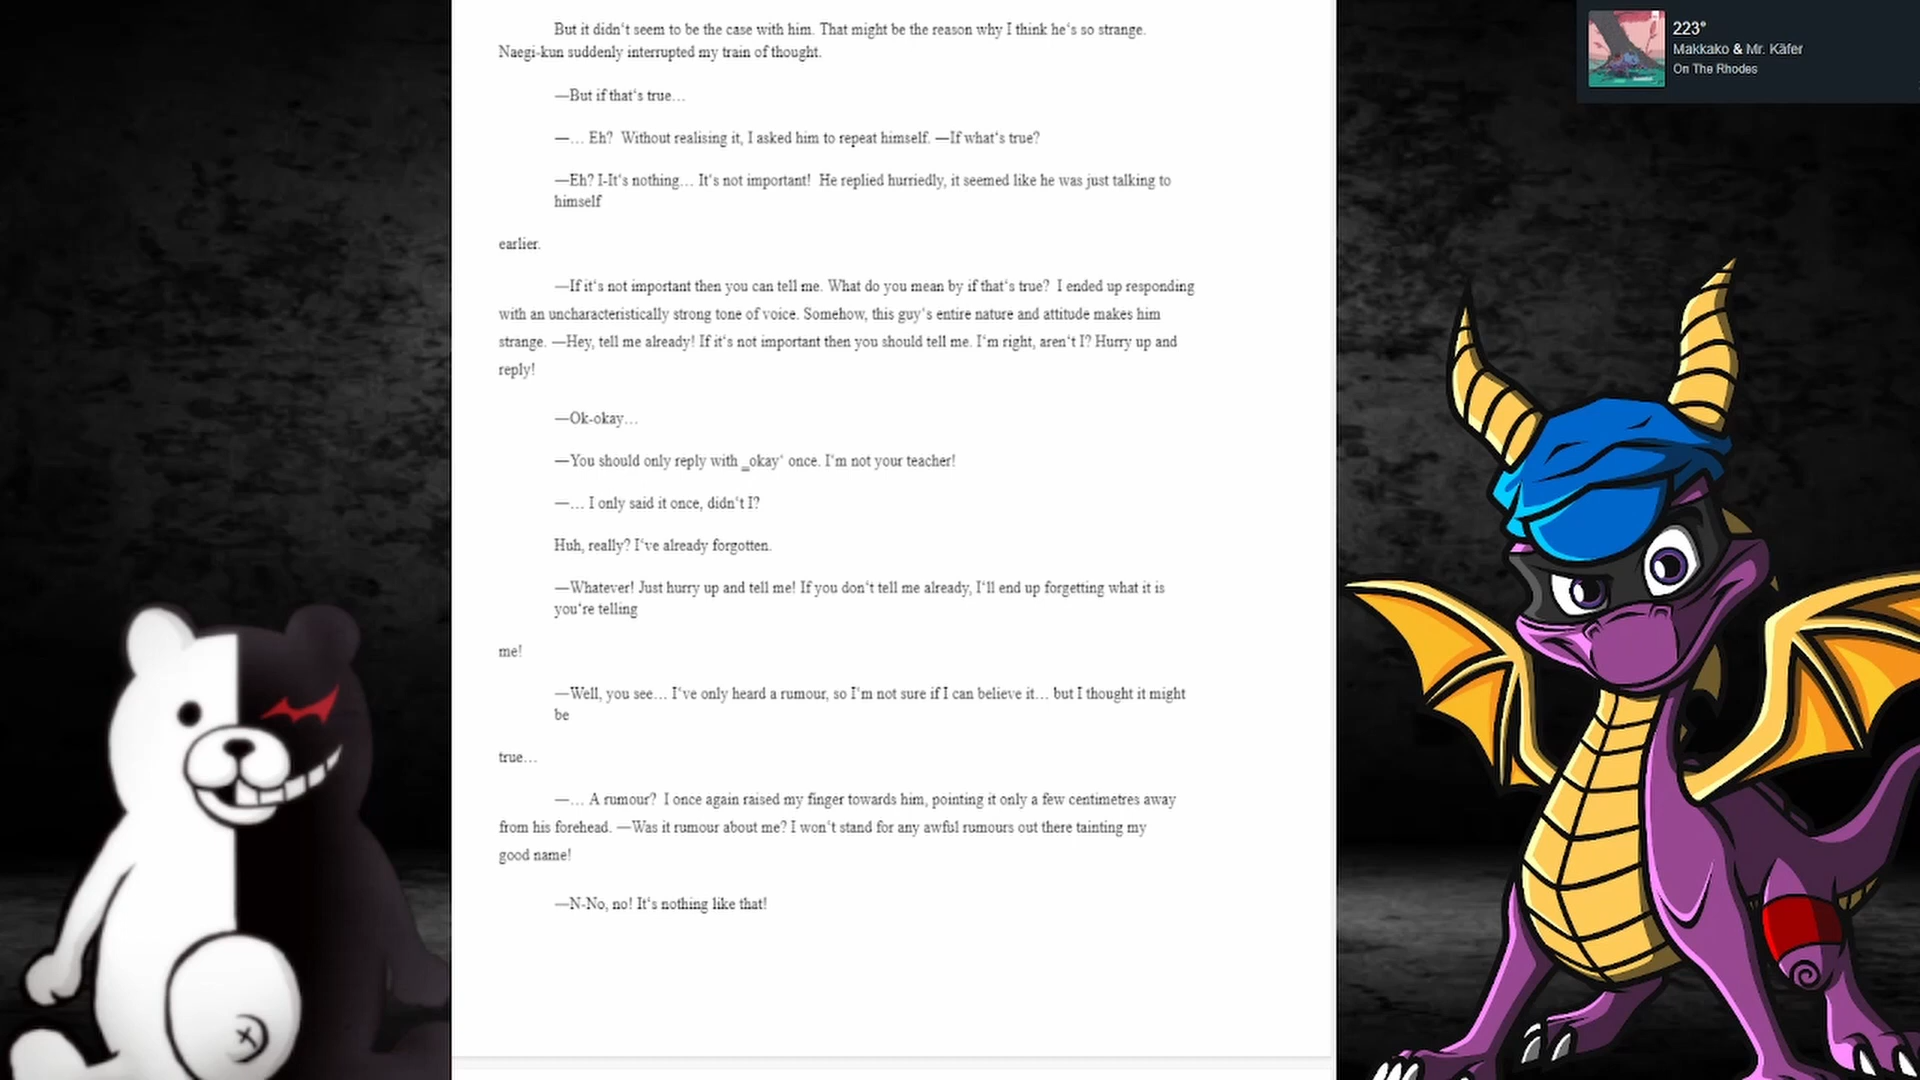 But it didn‘t seem to be the case with him. That might be the reason why I think he‘s so strange.
Naegi-kun suddenly interrupted my train of thought.
—But if that‘s true…
—… Eh?  Without realising it, I asked him to repeat himself. —If what‘s true?
—Eh? I-It‘s nothing… It‘s not important!  He replied hurriedly, it seemed like he was just talking to
himself
earlier.
—If it‘s not important then you can tell me. What do you mean by if that‘s true?  I ended up responding
with an uncharacteristically strong tone of voice. Somehow, this guy‘s entire nature and attitude makes him
strange. —Hey, tell me already! If it‘s not important then you should tell me. I‘m right, aren‘t I? Hurry up and
reply!
—Ok-okay…
—You should only reply with ‗okay‘ once. I‘m not your teacher!
—… I only said it once, didn‘t I?
Huh, really? I‘ve already forgotten.
—Whatever! Just hurry up and tell me! If you don‘t tell me already, I‘ll end up forgetting what it is
you‘re telling
me!
—Well, you see… I‘ve only heard a rumour, so I‘m not sure if I can believe it… but I thought it might
be
true…
—… A rumour?  I once again raised my finger towards him, pointing it only a few centimetres away
from his forehead. —Was it rumour about me? I won‘t stand for any awful rumours out there tainting my
good name!
—N-No, no! It‘s nothing like that!
223°
Makkako & Mr. Käfer
On The Rhodes